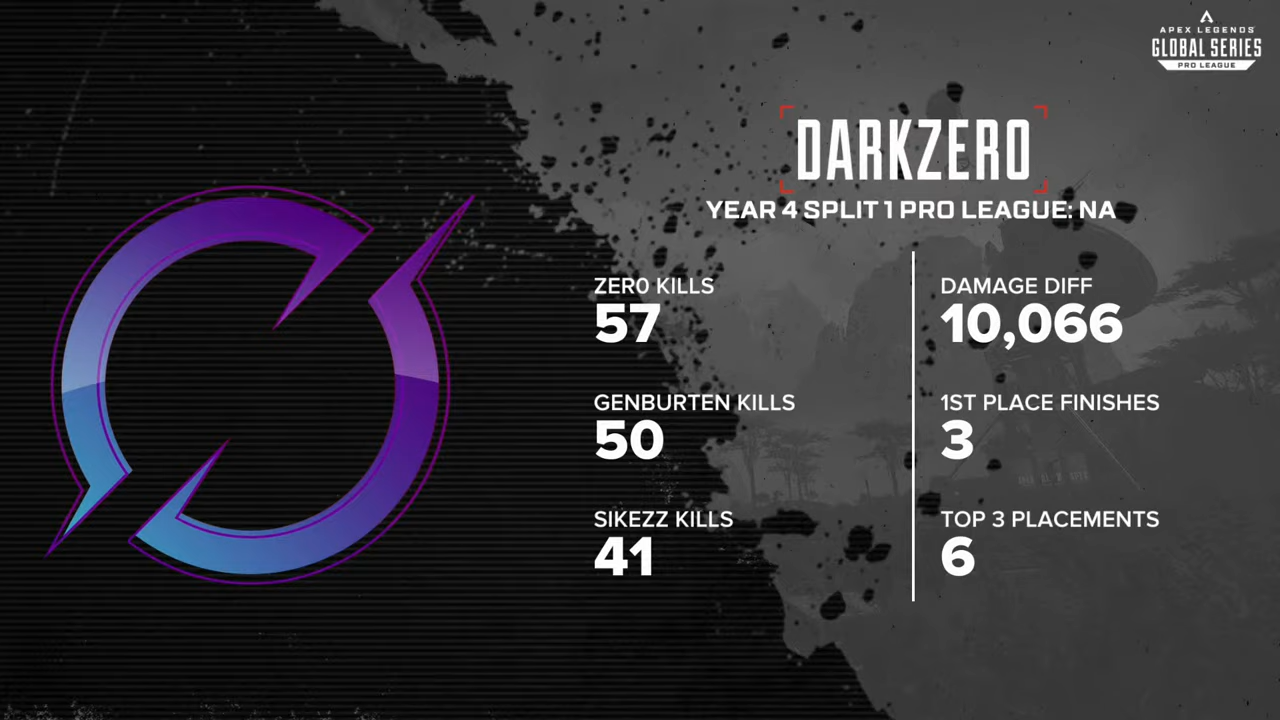 APEX LEGENDS
GLOBAL SERIES
PRO LEAGUE
DARKZERO
YEAR 4 SPLIT 1 PRO LEAGUE: NA
ZER0 KILLS
57
GENBURTEN KILLS
50
SIKEZZ KILLS
41
DAMAGE DIFF
10,066
1ST PLACE FINISHES
3
TOP 3 PLACEMENTS
6